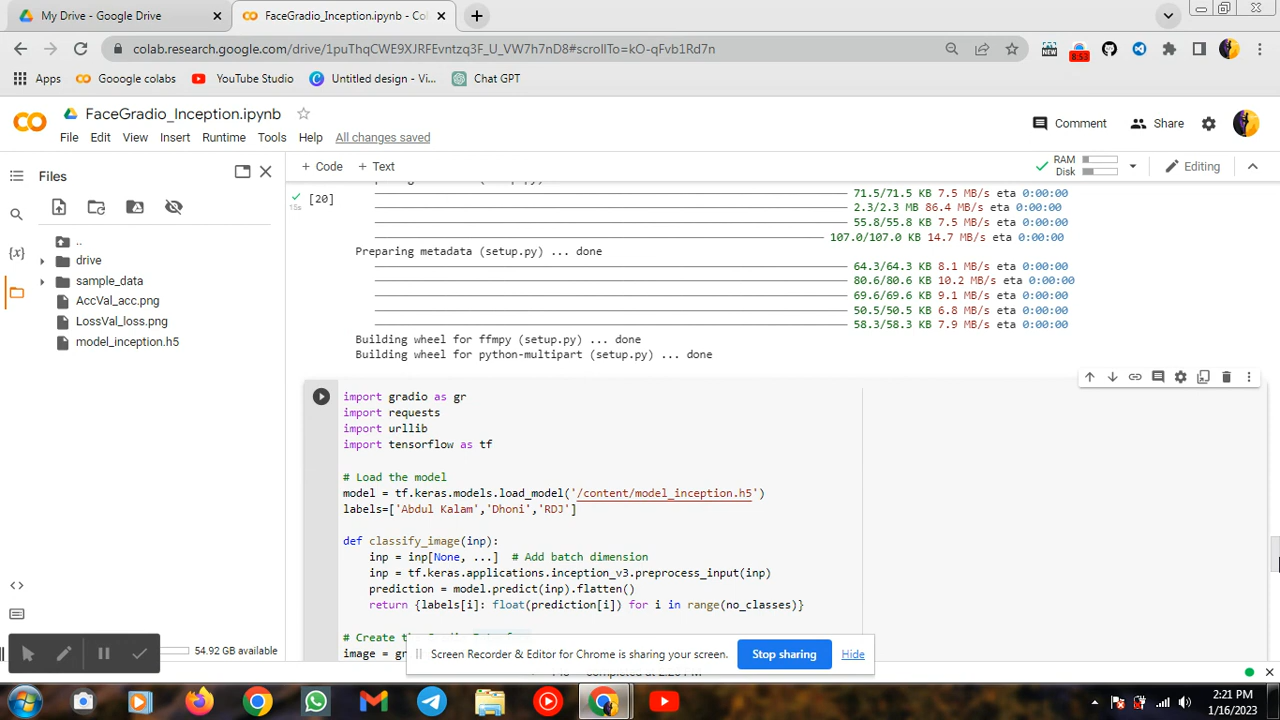 My Drive - Google Drive
FaceGradio_Inception.ipynb - Col
colab.research.google.com/drive/1puThqCWE9XJRFEvntzq3F_U_VW7h7nD8#scrollTo=kO-qFvb1Rd7n
NEW
8:53
Apps
Gooogle colabs
YouTube Studio
Untitled design - Vi...
Chat GPT
FaceGradio_Inception.ipynb
File Edit View Insert Runtime Tools Help All changes saved
Comment
Share
Files
+ Code + Text
RAM
Disk
Editing
..
drive
sample_data
AccVal_acc.png
LossVal_loss.png
model_inception.h5
[20]
15s
71.5/71.5 KB 7.5 MB/s eta 0:00:00
2.3/2.3 MB 86.4 MB/s eta 0:00:00
55.8/55.8 KB 7.5 MB/s eta 0:00:00
107.0/107.0 KB 14.7 MB/s eta 0:00:00
Preparing metadata (setup.py) ... done
64.3/64.3 KB 8.1 MB/s eta 0:00:00
80.6/80.6 KB 10.2 MB/s eta 0:00:00
69.6/69.6 KB 9.1 MB/s eta 0:00:00
50.5/50.5 KB 6.8 MB/s eta 0:00:00
58.3/58.3 KB 7.9 MB/s eta 0:00:00
Building wheel for ffmpy (setup.py) ... done
Building wheel for python-multipart (setup.py) ... done
import gradio as gr
import requests
import urllib
import tensorflow as tf
# Load the model
model = tf.keras.models.load_model('/content/model_inception.h5')
labels=['Abdul Kalam','Dhoni','RDJ']
def classify_image(inp):
inp = inp[None, ...] # Add batch dimension
inp = tf.keras.applications.inception_v3.preprocess_input(inp)
prediction = model.predict(inp).flatten()
return {labels[i]: float(prediction[i]) for i in range(no_classes)}
# Create the
image = gr
54.92 GB available
Screen Recorder & Editor for Chrome is sharing your screen.
Stop sharing
Hide
2:21 PM
1/16/2023